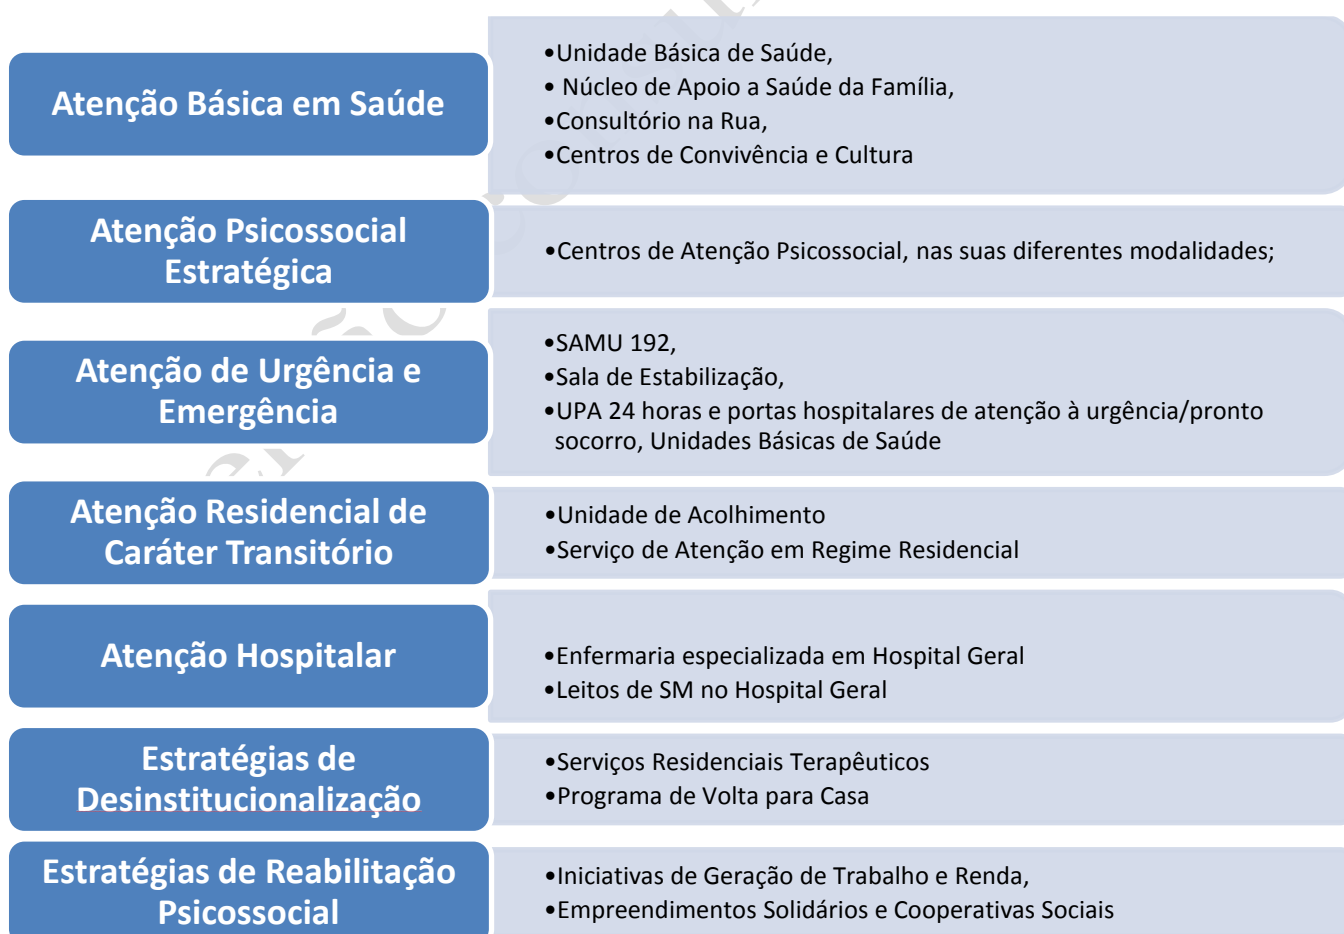 Atenção Básica em Saúde
•Unidade Básica de Saúde,
• Núcleo de Apoio a Saúde da Família,
•Consultório na Rua,
•Centros de Convivência e Cultura
Atenção Psicossocial
Estratégica
•Centros de Atenção Psicossocial, nas suas diferentes modalidades;
Atenção de Urgência e
Emergência
•SAMU 192,
•Sala de Estabilização,
•UPA 24 horas e portas hospitalares de atenção à urgência/pronto
socorro, Unidades Básicas de Saúde
Atenção Residencial de
Caráter Transitório
•Unidade de Acolhimento
•Serviço de Atenção em Regime Residencial
Atenção Hospitalar
•Enfermaria especializada em Hospital Geral
•Leitos de SM no Hospital Geral
Estratégias de
Desinstitucionalização
•Serviços Residenciais Terapêuticos
•Programa de Volta para Casa
Estratégias de Reabilitação
Psicossocial
•Iniciativas de Geração de Trabalho e Renda,
•Empreendimentos Solidários e Cooperativas Sociais